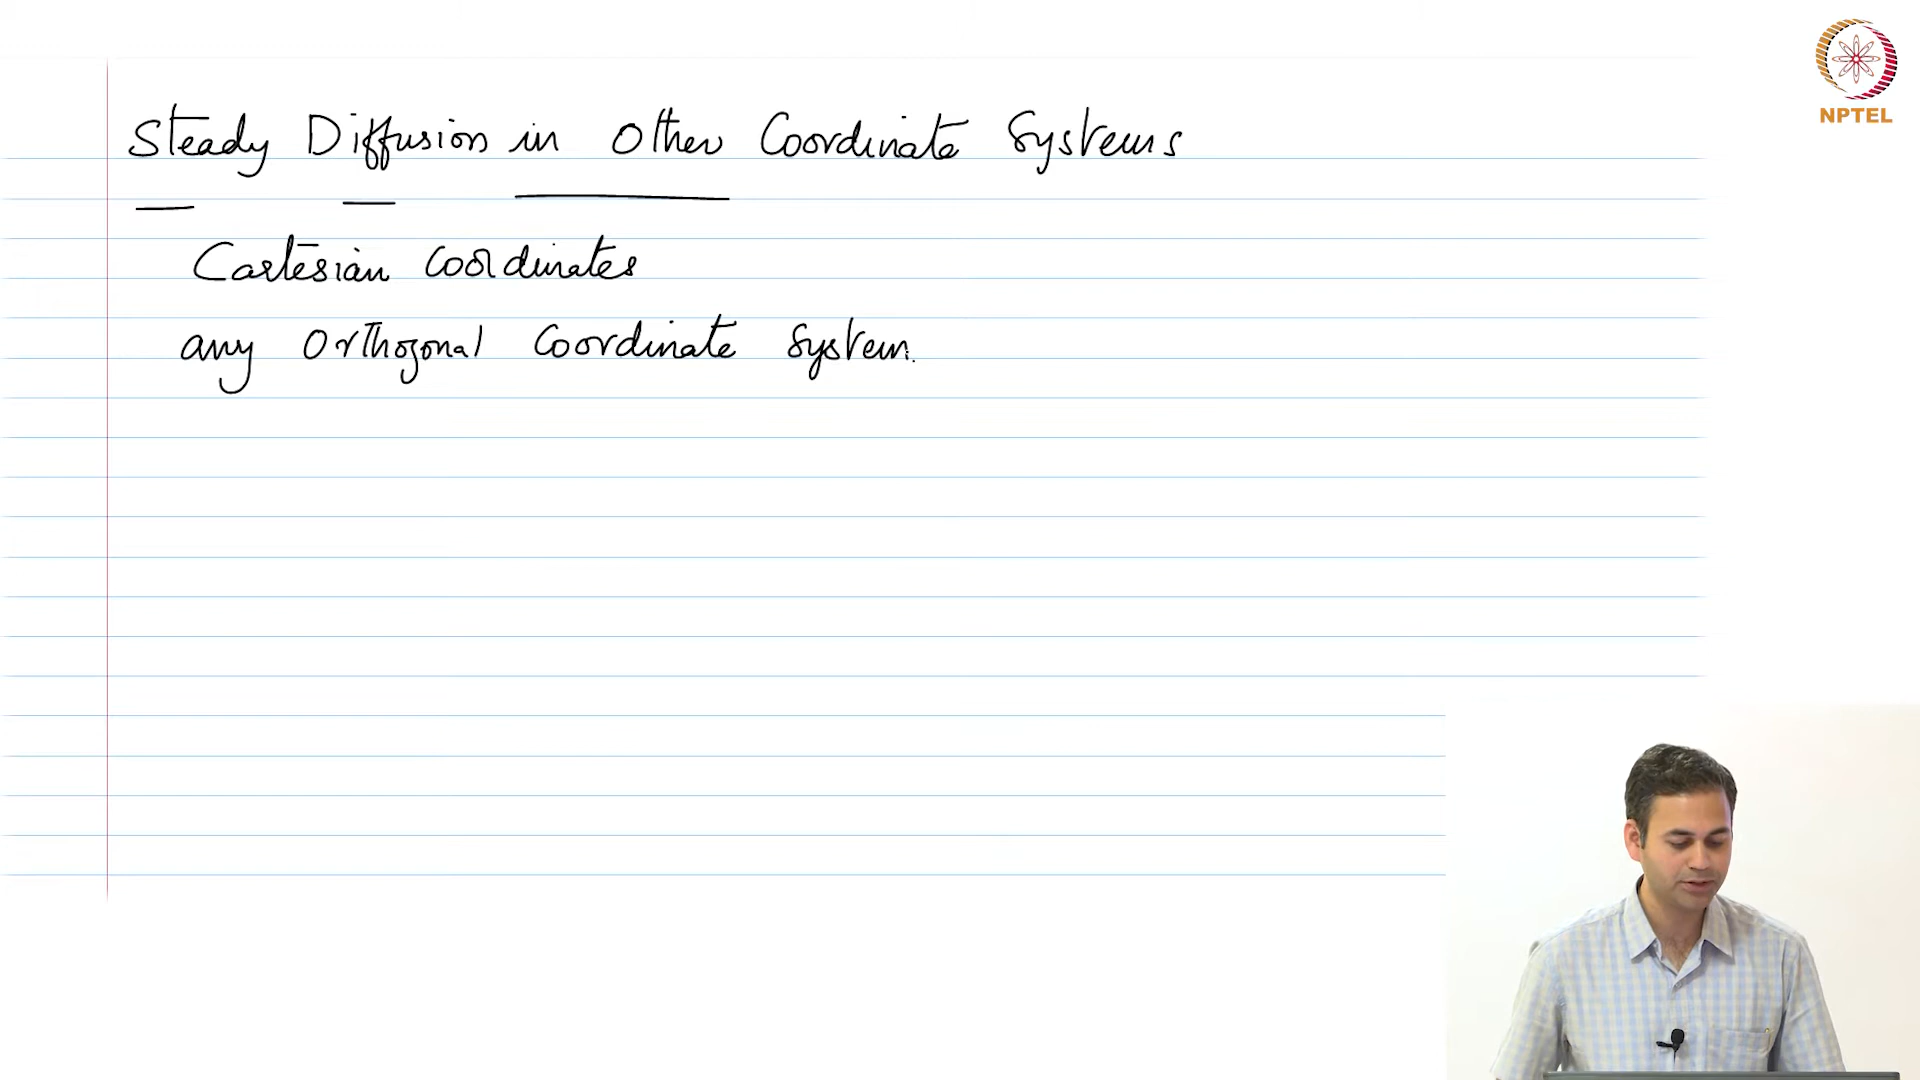 Steady Diffusion in Other Coordinate Systems
Cartesian Coordinates
any Orthogonal Coordinate System.
NPTEL